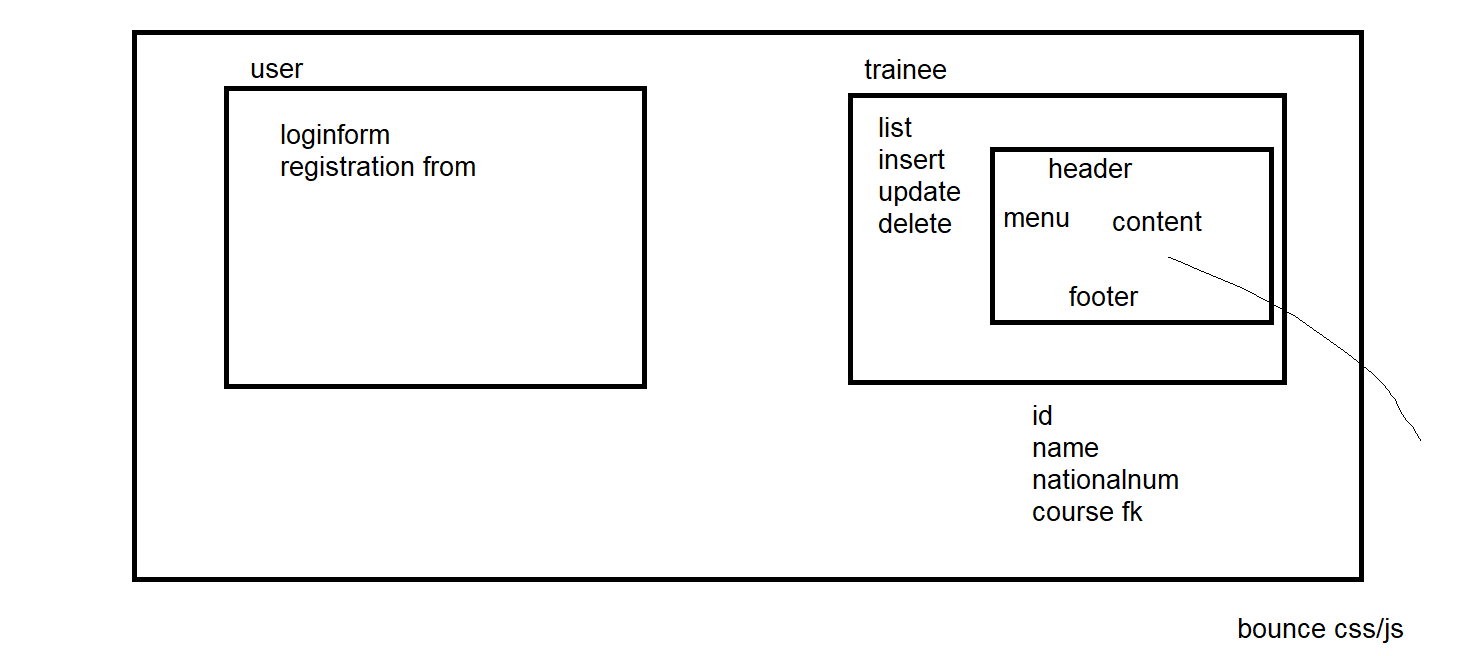 user
loginform
registration from
trainee
list
insert
update
delete
header
menu content
footer
id
name
nationalnum
course fk
bounce css/js